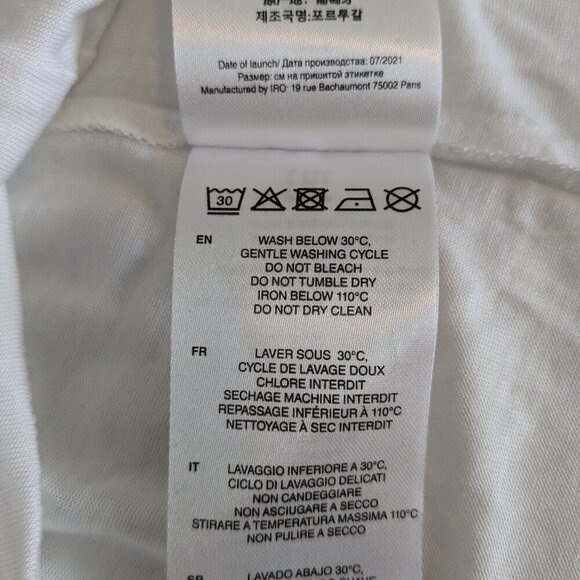 제조국명: 포르투갈
Date of launch/ Дата производства: 07/2021
Размер: см на пришитой этикетке
Manufactured by IRO· 19 rue Bachaumont 75002 Paris
30
EN
WASH BELOW 30°C,
GENTLE WASHING CYCLE
DO NOT BLEACH
DO NOT TUMBLE DRY
IRON BELOW 110°C
DO NOT DRY CLEAN
FR
LAVER SOUS 30°C,
CYCLE DE LAVAGE DOUX
CHLORE INTERDIT
SECHAGE MACHINE INTERDIT
REPASSAGE INFÉRIEUR À 110°C
NETTOYAGE À SEC INTERDIT
IT
LAVAGGIO INFERIORE A 30°C,
CICLO DI LAVAGGIO DELICATI
NON CANDEGGIARE
NON ASCIUGARE A SECCO
STIRARE A TEMPERATURA MASSIMA 110°C
NON PULIRE A SECCO
SP
LAVADO ABAJO 30°C,